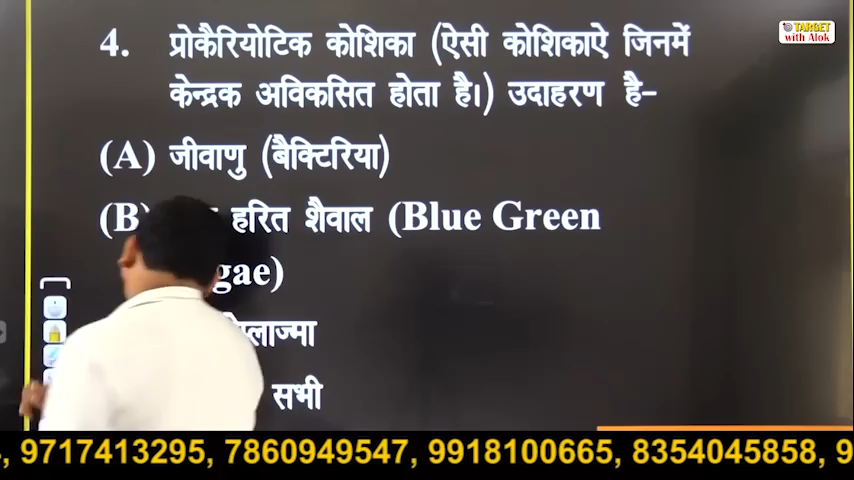 TARGET
with Alok
4. प्रोकैरियोटिक कोशिका (ऐसी कोशिकाऐ जिनमें
केन्द्रक अविकसित होता है।) उदाहरण है-
(A) जीवाणु (बैक्टिरिया)
(B) हरित शैवाल (Blue Green
gae)
सभी
, 9717413295, 7860949547, 9918100665, 8354045858, 9